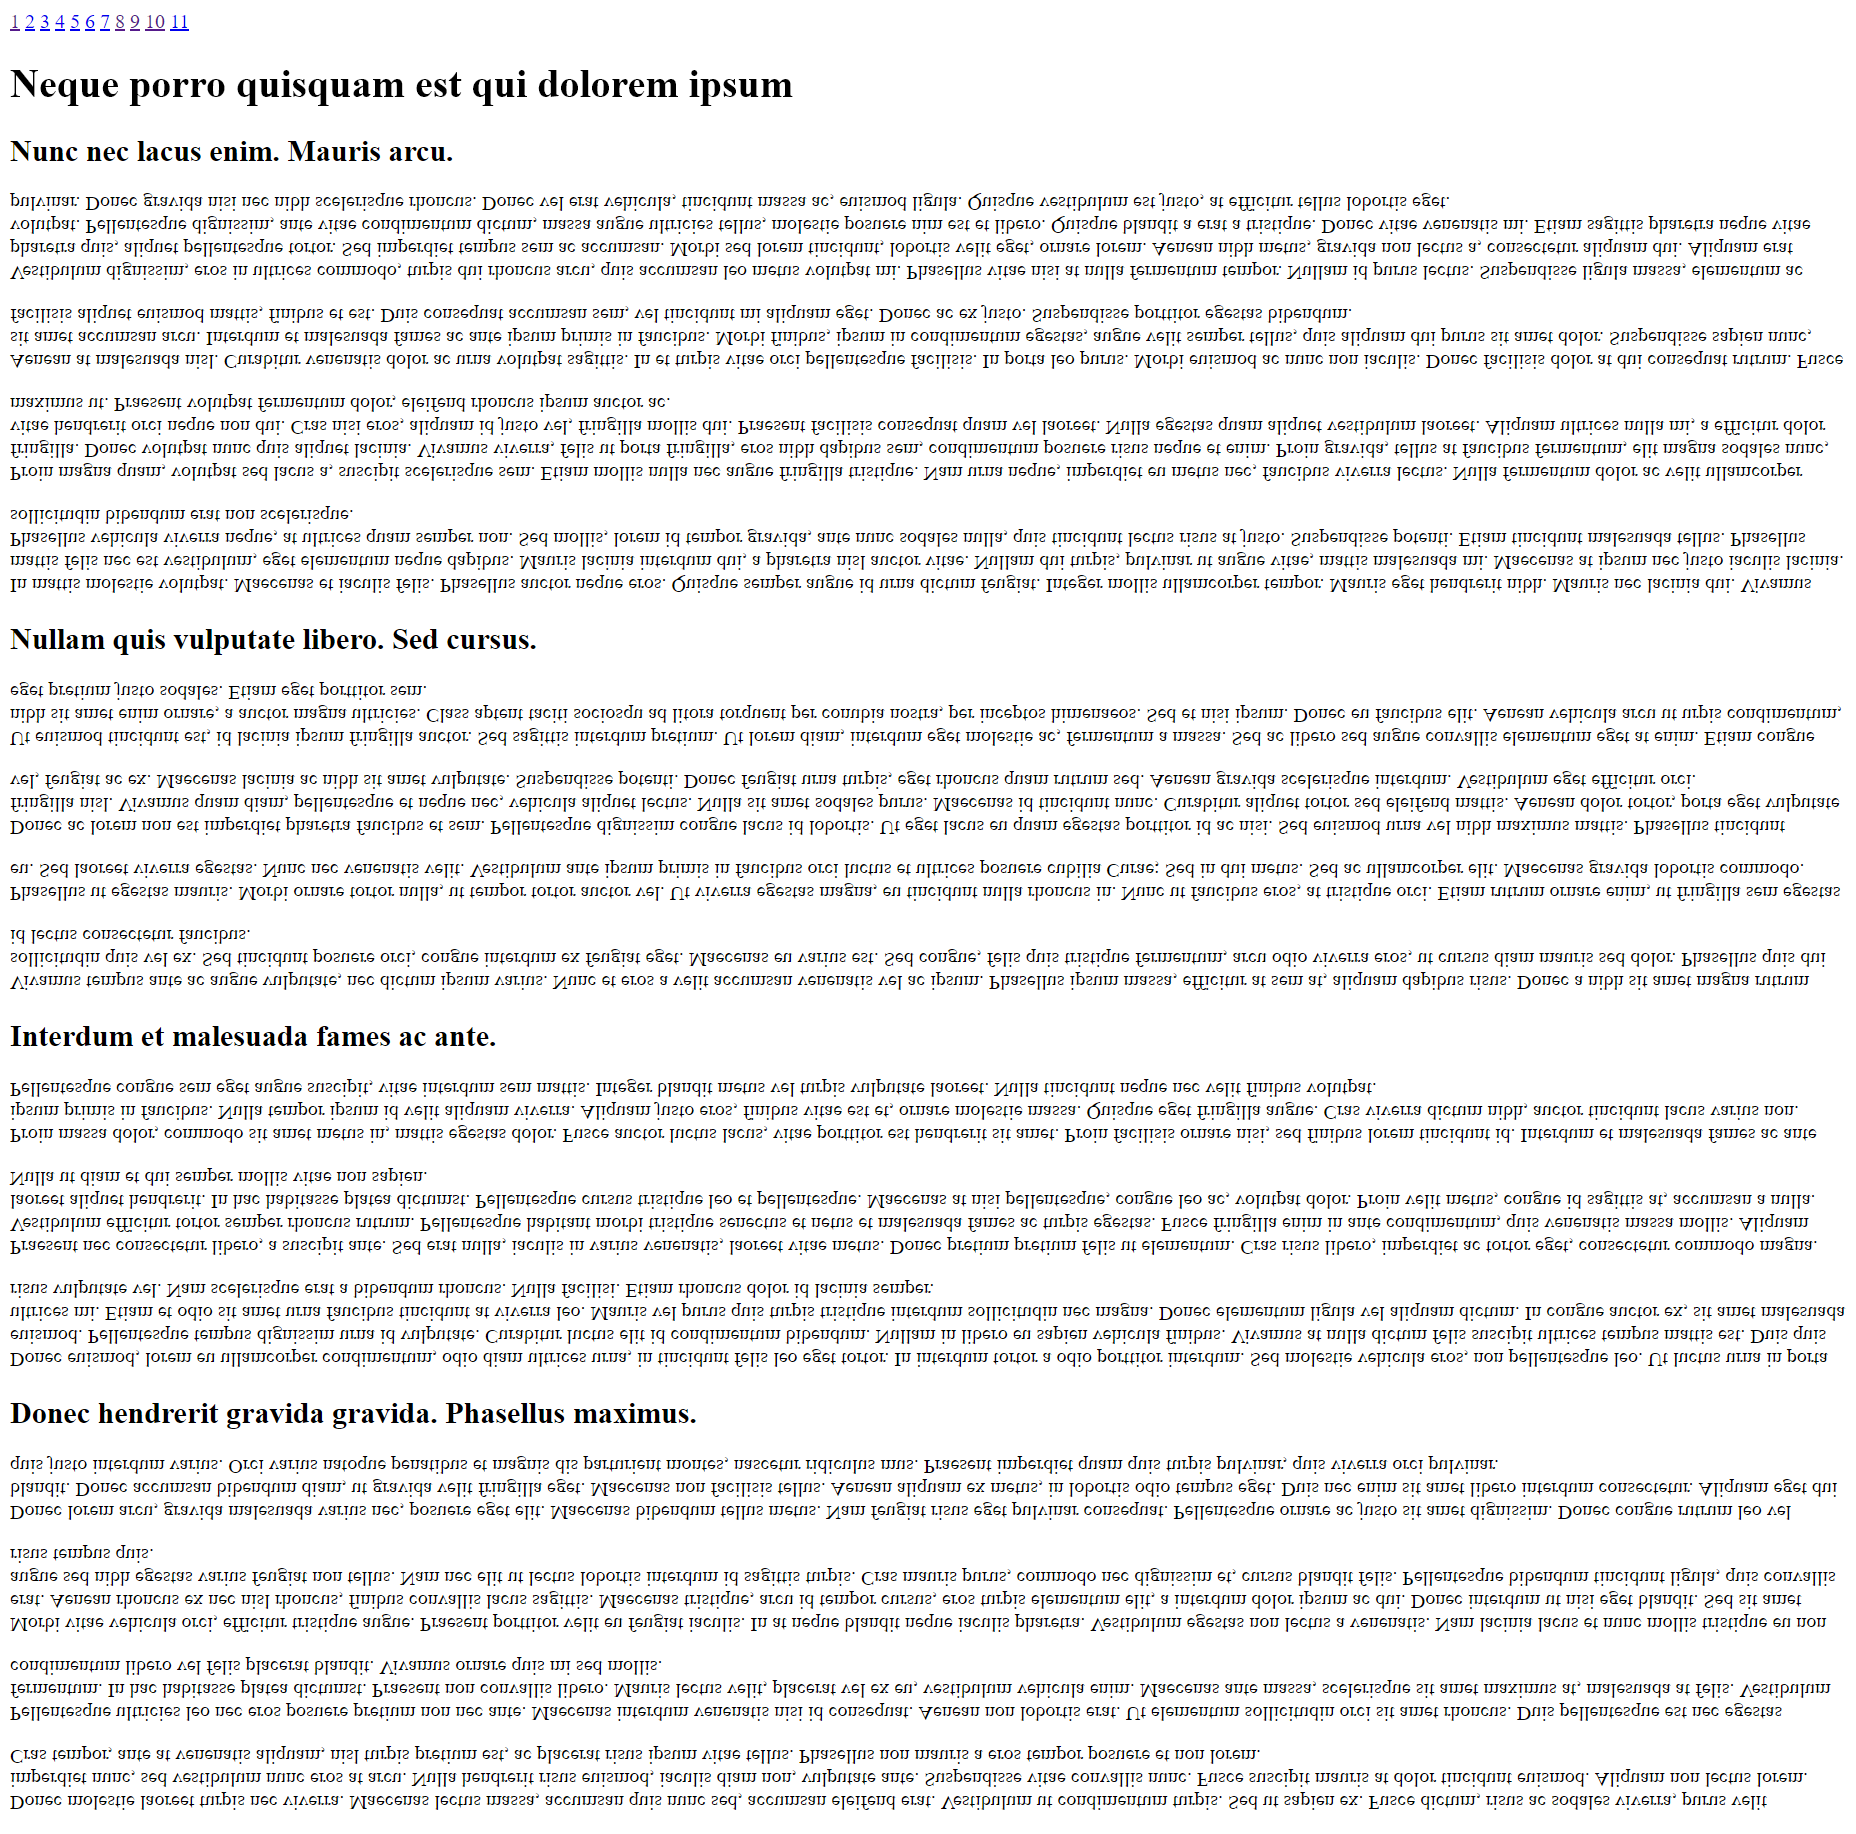 1 2 3 4 5 6 7 8 9 10 11
Neque porro quisquam est qui dolorem ipsum
Nunc nec lacus enim. Mauris arcu.
Vestibulum dignissim, eros in ultrices commodo, turpis dui rhoncus arcu, quis accumsan leo metus volutpat mi. Phasellus vitae nisi at nulla fermentum tempor. Nullam id purus lectus. Suspendisse ligula massa, elementum ac
pharetra quis, aliquet pellentesque tortor. Sed imperdiet tempus sem ac accumsan. Morbi sed lorem tincidunt, lobortis velit eget, ornare lorem. Aenean nibh metus, gravida non lectus a, consectetur aliquam dui. Aliquam erat
volutpat. Pellentesque dignissim, ante vitae condimentum dictum, massa augue ultricies tellus, molestie posuere nim est et libero. Quisque blandit a erat a tristique. Donec vitae venenatis mi. Etiam sagittis pharetra neque vitae
pulvinar. Donec gravida nisi nec nibh scelerisque rhoncus. Donec vel erat vehicula, tincidunt massa ac, euismod ligula. Quisque vestibulum est justo, at efficitur tellus lobortis eget.
Aenean at malesuada nisl. Curabitur venenatis dolor ac urna volutpat sagittis. In et turpis vitae orci pellentesque facilisis. In porta leo purus. Morbi euismod ac nunc non iaculis. Donec facilisis dolor at dui consequat rutrum. Fusce
sit amet accumsan arcu. Interdum et malesuada fames ac ante ipsum primis in faucibus. Morbi finibus, ipsum in condimentum egestas, augue velit semper tellus, quis aliquam dui purus sit amet dolor. Suspendisse sapien nunc,
facilisis aliquet euismod mattis, finibus et est. Duis consequat accumsan sem, vel tincidunt mi aliquam eget. Donec ac ex justo. Suspendisse porttitor egestas bibendum.
Proin magna quam, volutpat sed lacus a, suscipit scelerisque sem. Etiam mollis nulla nec augue fringilla tristique. Nam urna neque, imperdiet eu metus nec, faucibus viverra lectus. Nulla fermentum dolor ac velit ullamcorper
fringilla. Donec volutpat nunc quis aliquet lacinia. Vivamus viverra, felis ut porta fringilla, eros nibh dapibus sem, condimentum posuere risus neque et enim. Proin gravida, tellus at faucibus fermentum, elit magna sodales nunc,
vitae hendrerit orci neque non dui. Cras nisi eros, aliquam id justo vel, fringilla mollis dui. Praesent facilisis consequat quam vel laoreet. Nulla egestas quam aliquet vestibulum laoreet. Aliquam ultrices nulla mi, a efficitur dolor
maximus ut. Praesent volutpat fermentum dolor, eleifend rhoncus ipsum auctor ac.
In mattis molestie volutpat. Maecenas et iaculis felis. Phasellus auctor neque eros. Quisque semper augue id urna dictum feugiat. Integer mollis ullamcorper tempor. Mauris eget hendrerit nibh. Mauris nec lacinia dui. Vivamus
mattis felis nec est vestibulum, eget elementum neque dapibus. Mauris lacinia interdum dui, a pharetra nisl auctor vitae. Nullam dui turpis, pulvinar ut augue vitae, mattis malesuada mi. Maecenas at ipsum nec justo iaculis lacinia.
Phasellus vehicula viverra neque, at ultrices quam semper non. Sed mollis, lorem id tempor gravida, ante nunc sodales nulla, quis tincidunt lectus risus at justo. Suspendisse potenti. Etiam tincidunt malesuada tellus. Phasellus
sollicitudin bibendum erat non scelerisque.
Nullam quis vulputate libero. Sed cursus.
Ut euismod tincidunt est, id lacinia ipsum fringilla auctor. Sed sagittis interdum pretium. Ut lorem diam, interdum eget molestie ac, fermentum a massa. Sed ac libero sed augue convallis elementum eget at enim. Etiam congue
nibh sit amet enim ornare, a auctor magna ultricies. Class aptent taciti sociosqu ad litora torquent per conubia nostra, per inceptos himenaeos. Sed et nisi ipsum. Donec eu faucibus elit. Aenean vehicula arcu ut turpis condimentum,
eget pretium justo sodales. Etiam eget porttitor sem.
Donec ac lorem non est imperdiet pharetra faucibus et sem. Pellentesque dignissim congue lacus id lobortis. Ut eget lacus eu quam egestas porttitor id ac nisi. Sed euismod urna vel nibh maximus mattis. Phasellus tincidunt
fringilla nisl. Vivamus quam diam, pellentesque et neque nec, vehicula aliquet lectus. Nulla sit amet sodales purus. Maecenas id tincidunt nunc. Curabitur aliquet tortor sed eleifend mattis. Aenean dolor tortor, porta eget vulputate
vel, feugiat ac ex. Maecenas lacinia ac nibh sit amet vulputate. Suspendisse potenti. Donec feugiat urna turpis, eget rhoncus quam rutrum sed. Aenean gravida scelerisque interdum. Vestibulum eget efficitur orci.
Phasellus ut egestas mauris. Morbi ornare tortor nulla, ut tempor tortor auctor vel. Ut viverra egestas magna, eu tincidunt nulla rhoncus in. Nunc ut faucibus eros, at tristique orci. Etiam rutrum ornare enim, ut fringilla sem egestas
eu. Sed laoreet viverra egestas. Nunc nec venenatis velit. Vestibulum ante ipsum primis in faucibus orci luctus et ultrices posuere cubilia Curae; Sed in dui metus. Sed ac ullamcorper elit. Maecenas gravida lobortis commodo.
Vivamus tempus ante ac augue vulputate, nec dictum ipsum varius. Nunc et eros a velit accumsan venenatis vel ac ipsum. Phasellus ipsum massa, efficitur at sem at, aliquam dapibus risus. Donec a nibh sit amet magna rutrum
sollicitudin quis vel ex. Sed tincidunt posuere orci, congue interdum ex feugiat eget. Maecenas eu varius est. Sed congue, felis quis tristique fermentum, arcu odio viverra eros, ut cursus diam mauris sed dolor. Phasellus quis dui
id lectus consectetur faucibus.
Interdum et malesuada fames ac ante.
Proin massa dolor, commodo sit amet metus in, mattis egestas dolor. Fusce auctor luctus lacus, vitae porttitor est hendrerit sit amet. Proin facilisis ornare nisi, sed finibus lorem tincidunt id. Interdum et malesuada fames ac ante
ipsum primis in faucibus. Nulla tempor ipsum id velit aliquam viverra. Aliquam justo eros, finibus vitae est et, ornare molestie massa. Quisque eget fringilla augue. Cras viverra dictum nibh, auctor tincidunt lacus varius non.
Pellentesque congue sem eget augue suscipit, vitae interdum sem mattis. Integer blandit metus vel turpis vulputate laoreet. Nulla tincidunt neque nec velit finibus volutpat.
Praesent nec consectetur libero, a suscipit ante. Sed erat nulla, iaculis in varius venenatis, laoreet vitae metus. Donec pretium pretium felis ut elementum. Cras risus libero, imperdiet ac tortor eget, consectetur commodo magna.
Vestibulum efficitur tortor semper rhoncus rutrum. Pellentesque habitant morbi tristique senectus et netus et malesuada fames ac turpis egestas. Fusce fringilla enim in ante condimentum, quis venenatis massa mollis. Aliquam
laoreet aliquet hendrerit. In hac habitasse platea dictumst. Pellentesque cursus tristique leo et pellentesque. Maecenas at nisi pellentesque, congue leo ac, volutpat dolor. Proin velit metus, congue id sagittis at, accumsan a nulla.
Nulla ut diam et dui semper mollis vitae non sapien.
Donec euismod, lorem eu ullamcorper condimentum, odio diam ultrices urna, in tincidunt felis leo eget tortor. In interdum tortor a odio porttitor interdum. Sed molestie vehicula eros, non pellentesque leo. Ut luctus urna in porta
euismod. Pellentesque tempus dignissim urna id vulputate. Curabitur luctus elit id condimentum bibendum. Nullam in libero eu sapien vehicula finibus. Vivamus at nulla dictum felis suscipit ultrices tempus mattis est. Duis quis
ultrices mi. Etiam et odio sit amet urna faucibus tincidunt at viverra leo. Mauris vel purus quis turpis tristique interdum sollicitudin nec magna. Donec elementum ligula vel aliquam dictum. In congue auctor ex, sit amet malesuada
risus vulputate vel. Nam scelerisque erat a bibendum rhoncus. Nulla facilisi. Etiam rhoncus dolor id lacinia semper.
Donec hendrerit gravida gravida. Phasellus maximus.
Donec lorem arcu, gravida malesuada varius nec, posuere eget elit. Maecenas bibendum tellus metus. Nam feugiat risus eget pulvinar consequat. Pellentesque ornare ac justo sit amet dignissim. Donec congue rutrum leo vel
blandit. Donec accumsan bibendum diam, ut gravida velit fringilla eget. Maecenas non facilisis tellus. Aenean aliquam ex metus, in lobortis odio tempus eget. Duis nec enim sit amet libero interdum consectetur. Aliquam eget dui
quis justo interdum varius. Orci varius natoque penatibus et magnis dis parturient montes, nascetur ridiculus mus. Praesent imperdiet quam quis turpis pulvinar, quis viverra orci pulvinar.
Morbi vitae vehicula orci, efficitur tristique augue. Praesent porttitor velit eu feugiat iaculis. In at neque blandit neque iaculis pharetra. Vestibulum egestas non lectus a venenatis. Nam lacinia lacus et nunc mollis tristique eu non
erat. Aenean rhoncus ex nec nisl rhoncus, finibus convallis lacus sagittis. Maecenas tristique, arcu id tempor cursus, eros turpis elementum elit, a interdum dolor ipsum ac dui. Donec interdum ut nisi eget blandit. Sed sit amet
augue sed nibh egestas varius feugiat non tellus. Nam nec elit ut lectus lobortis interdum id sagittis turpis. Cras mauris purus, commodo nec dignissim et, cursus blandit felis. Pellentesque bibendum tincidunt ligula, quis convallis
risus tempus quis.
Pellentesque ultricies leo nec eros posuere pretium non nec ante. Maecenas interdum venenatis nisi id consequat. Aenean non lobortis erat. Ut elementum sollicitudin orci sit amet rhoncus. Duis pellentesque est nec egestas
fermentum. In hac habitasse platea dictumst. Praesent non convallis libero. Mauris lectus velit, placerat vel ex eu, vestibulum vehicula enim. Maecenas ante massa, scelerisque sit amet maximus at, malesuada at felis. Vestibulum
condimentum libero vel felis placerat blandit. Vivamus ornare quis mi sed mollis.
Donec molestie laoreet turpis nec viverra. Maecenas lectus massa, accumsan quis nunc sed, accumsan eleifend erat. Vestibulum ut condimentum turpis. Sed ut sapien ex. Fusce dictum, risus ac sodales viverra, purus velit
imperdiet nunc, sed vestibulum nunc eros at arcu. Nulla hendrerit risus euismod, iaculis diam non, vulputate ante. Suspendisse vitae convallis nunc. Fusce suscipit mauris at dolor tincidunt euismod. Aliquam non lectus lorem.
Cras tempor, ante at venenatis aliquam, nisl turpis pretium est, ac placerat risus ipsum vitae tellus. Phasellus non mauris a eros tempor posuere et non lorem.